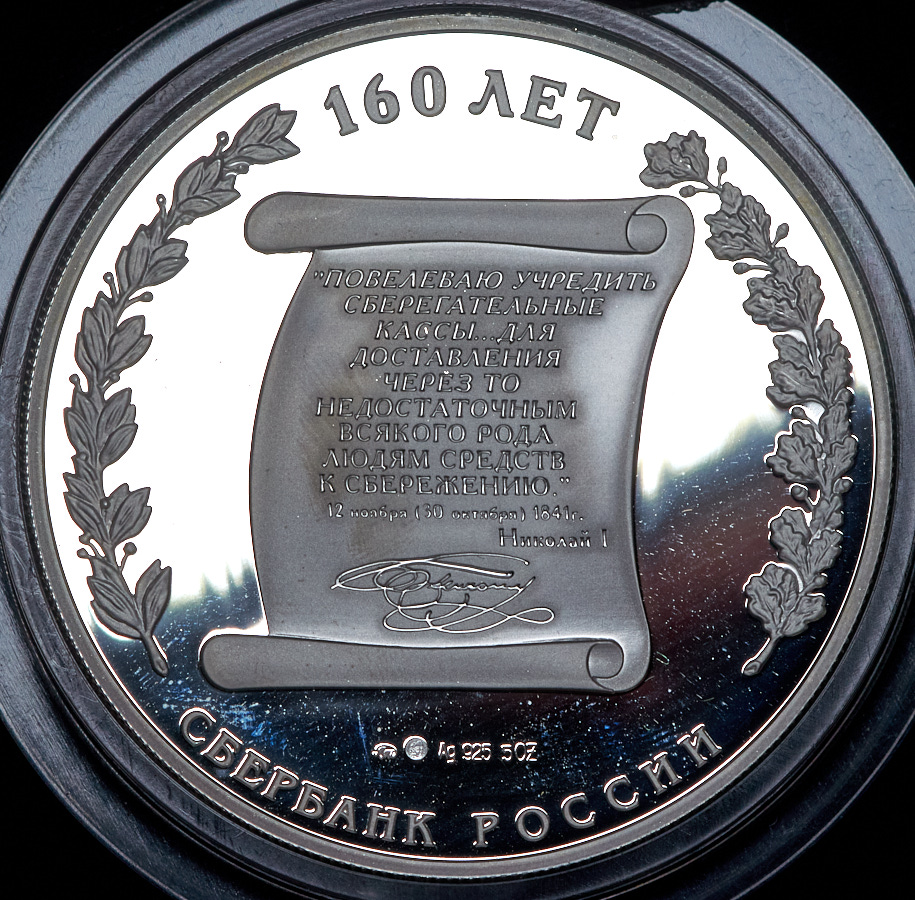 160 ЛЕТ
"ПОВЕЛЕВАЮ УЧРЕДИТЬ
СБЕРЕГАТЕЛЬНЫЕ
КАССЫ...ДЛЯ
ДОСТАВЛЕНИЯ
ЧЕРЕЗ ТО
НЕДОСТАТОЧНЫМ
ВСЯКОГО РОДА
ЛЮДЯМ СРЕДСТВ
К СБЕРЕЖЕНИЮ."
12 ноября (30 октября) 1841г.
Николай I
Ag 925 5 OZ
СБЕРБАНК РОССИИ